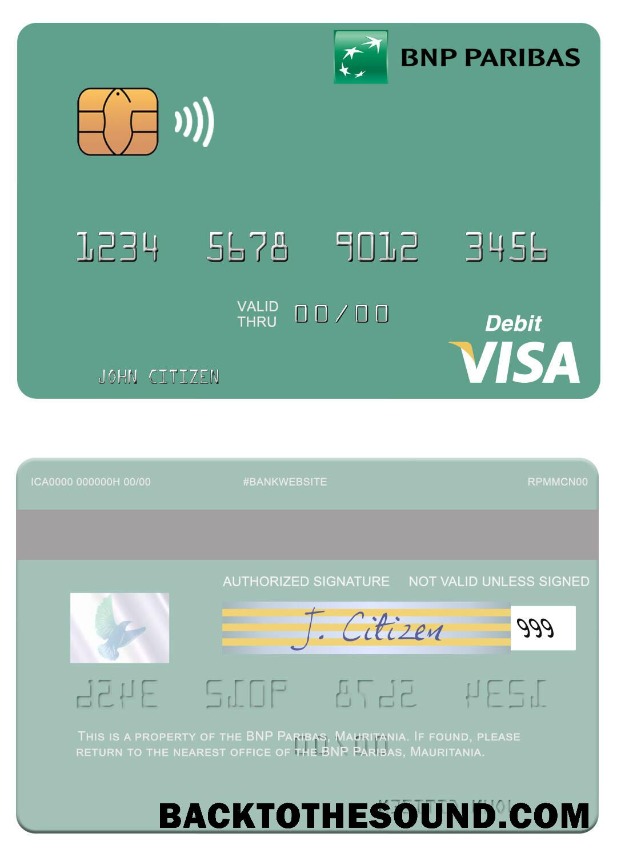 BNP PARIBAS
1234 5678 9012 3456
VALID
THRU 00/00
Debit
VISA
JOHN CITIZEN
ICA0000 000000H 00/00 #BANKWEBSITE RPMMCN00
AUTHORIZED SIGNATURE NOT VALID UNLESS SIGNED
J. Citizen 999
THIS IS A PROPERTY OF THE BNP PARIBAS, MAURITANIA. IF FOUND, PLEASE
RETURN TO THE NEAREST OFFICE OF THE BNP PARIBAS, MAURITANIA.
BACKTOTHESOUND.COM